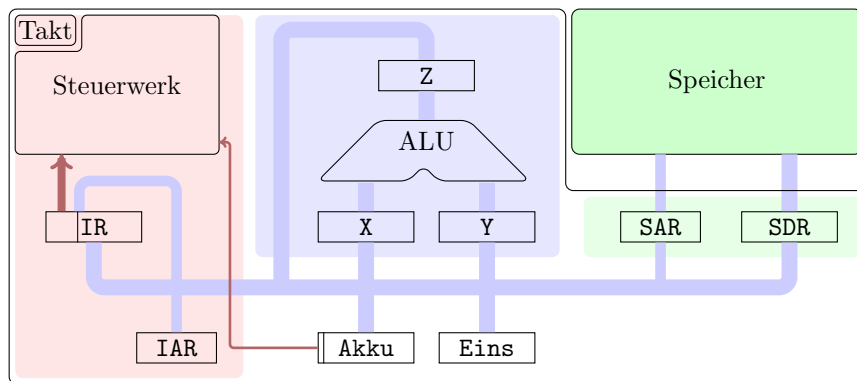 Takt
Steuerwerk
Z
ALU
Speicher
IR
X
Y
SAR
SDR
IAR
Akku
Eins